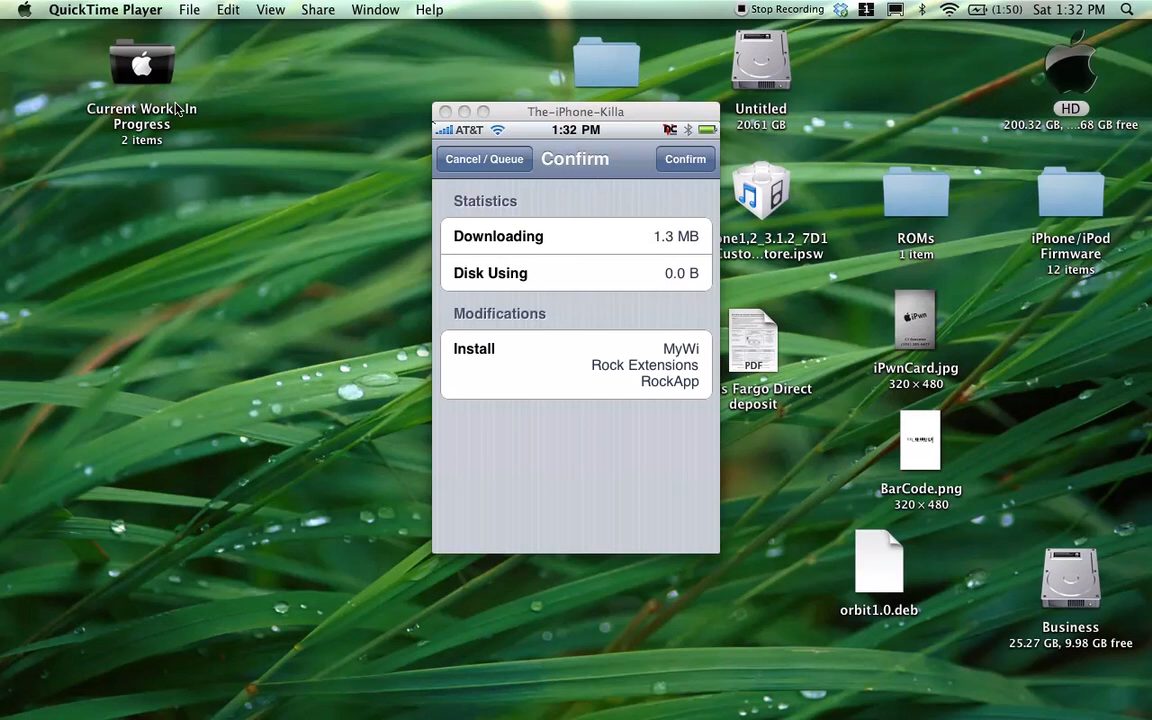 QuickTime Player File Edit View Share Window Help
Stop Recording 1 (1:50) Sat 1:32 PM
Current Work In
Progress
2 items
Untitled
20.61 GB
HD
200.32 GB, ....68 GB free
The-iPhone-Killa
AT&T 1:32 PM
Cancel / Queue Confirm Confirm
Statistics
Downloading 1.3 MB
Disk Using 0.0 B
Modifications
Install MyWi
Rock Extensions
RockApp
one1,2_3.1.2_7D1
Custo...tore.ipsw
ROMs
1 item
iPhone/iPod
Firmware
12 items
PDF
s Fargo Direct
deposit
iPwn
iPwnCard.jpg
320 × 480
BarCode.png
320 × 480
orbit1.0.deb
Business
25.27 GB, 9.98 GB free